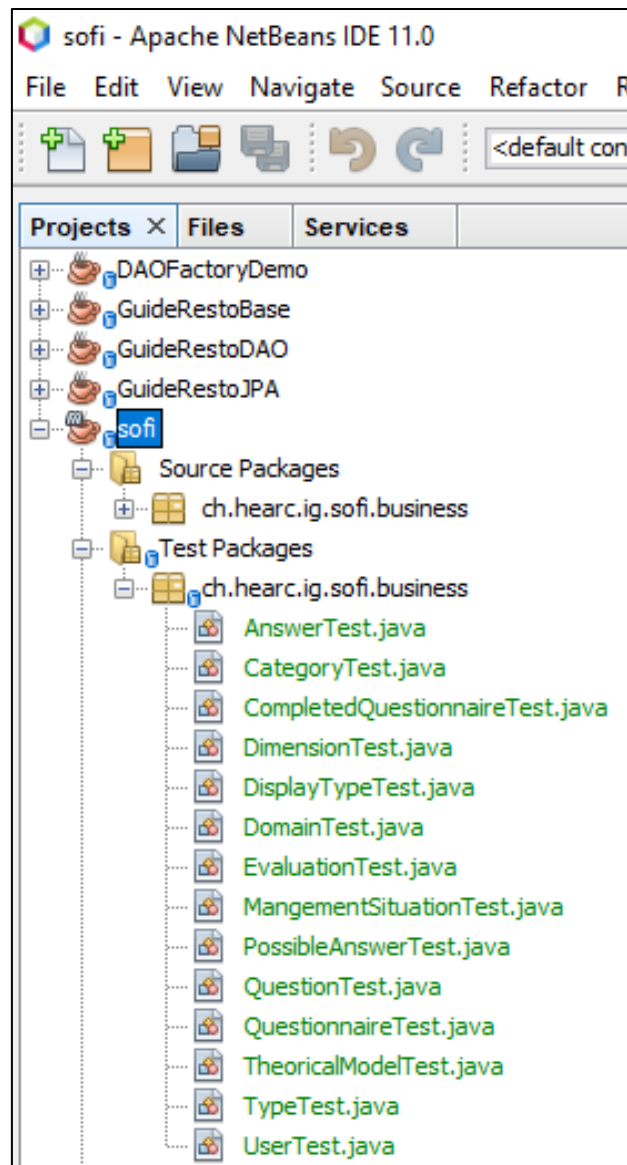 sofi - Apache NetBeans IDE 11.0
File Edit View Navigate Source Refactor R
<default con
Projects Files Services
DAOFactoryDemo
GuideRestoBase
GuideRestoDAO
GuideRestoJPA
sofi
Source Packages
ch.hearc.ig.sofi.business
Test Packages
ch.hearc.ig.sofi.business
AnswerTest.java
CategoryTest.java
CompletedQuestionnaireTest.java
DimensionTest.java
DisplayTypeTest.java
DomainTest.java
EvaluationTest.java
MangementSituationTest.java
PossibleAnswerTest.java
QuestionTest.java
QuestionnaireTest.java
TheoricalModelTest.java
TypeTest.java
UserTest.java